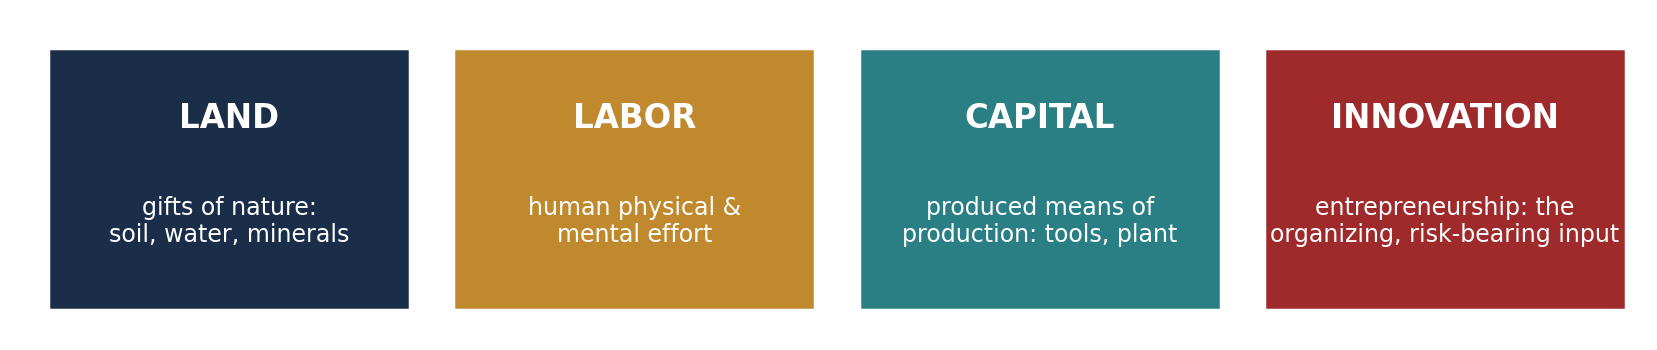 LAND
gifts of nature:
soil, water, minerals
LABOR
human physical &
mental effort
CAPITAL
produced means of
production: tools, plant
INNOVATION
entrepreneurship: the
organizing, risk-bearing input